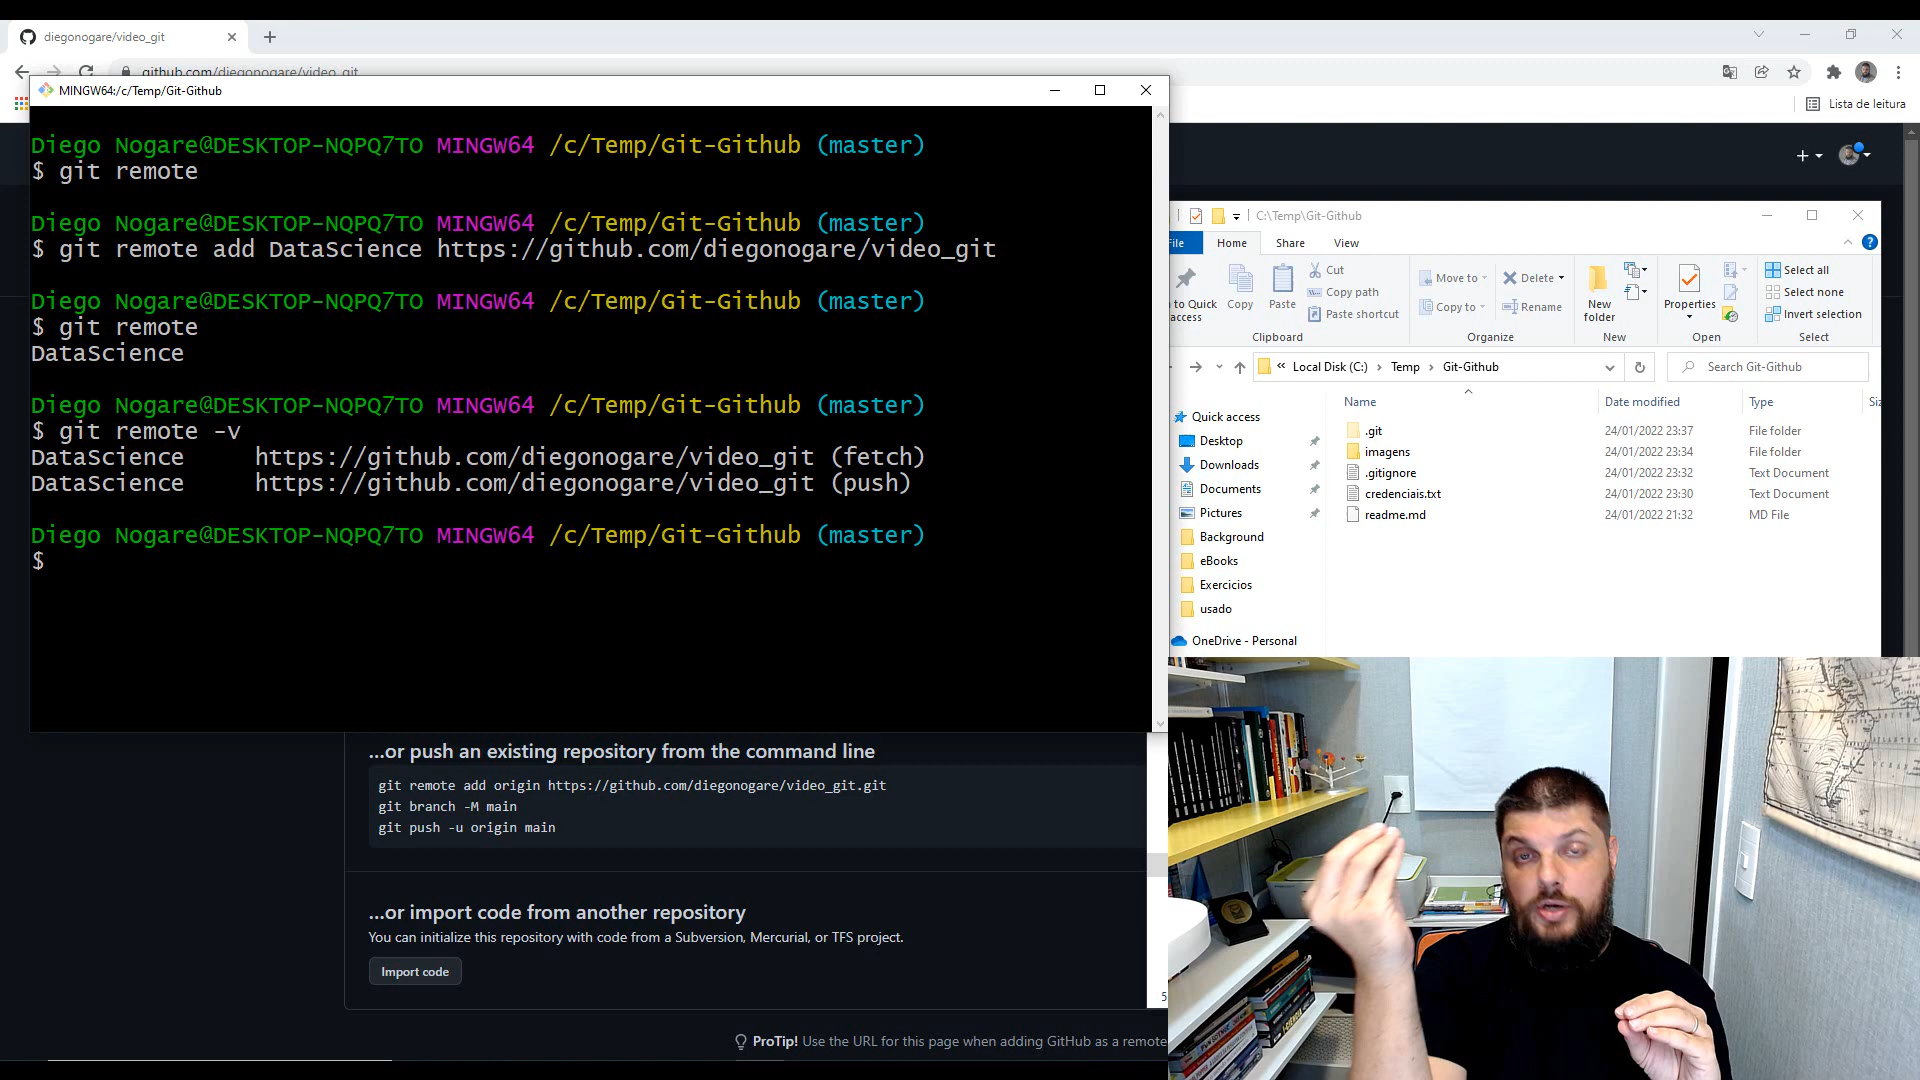 diegonogare/video_git
github.com/diegonogare/video_git
Lista de leitura
MINGW64:/c/Temp/Git-Github
Diego Nogare@DESKTOP-NQPQ7TO MINGW64 /c/Temp/Git-Github (master)
$ git remote
Diego Nogare@DESKTOP-NQPQ7TO MINGW64 /c/Temp/Git-Github (master)
$ git remote add DataScience https://github.com/diegonogare/video_git
Diego Nogare@DESKTOP-NQPQ7TO MINGW64 /c/Temp/Git-Github (master)
$ git remote
DataScience
Diego Nogare@DESKTOP-NQPQ7TO MINGW64 /c/Temp/Git-Github (master)
$ git remote -v
DataScience https://github.com/diegonogare/video_git (fetch)
DataScience https://github.com/diegonogare/video_git (push)
Diego Nogare@DESKTOP-NQPQ7TO MINGW64 /c/Temp/Git-Github (master)
$
C:\Temp\Git-Github
File Home Share View
to Quick access
Copy
Paste
Cut
Copy path
Paste shortcut
Clipboard
Move to
Copy to
Delete
Rename
Organize
New folder
New
Properties
Open
Select all
Select none
Invert selection
Select
« Local Disk (C:) › Temp › Git-Github
Search Git-Github
Quick access
Desktop
Downloads
Documents
Pictures
Background
eBooks
Exercicios
usado
OneDrive - Personal
Name Date modified Type Siz
.git 24/01/2022 23:37 File folder
imagens 24/01/2022 23:34 File folder
.gitignore 24/01/2022 23:32 Text Document
credenciais.txt 24/01/2022 23:30 Text Document
readme.md 24/01/2022 21:32 MD File
…or push an existing repository from the command line
git remote add origin https://github.com/diegonogare/video_git.git
git branch -M main
git push -u origin main
…or import code from another repository
You can initialize this repository with code from a Subversion, Mercurial, or TFS project.
Import code
5
ProTip! Use the URL for this page when adding GitHub as a remote